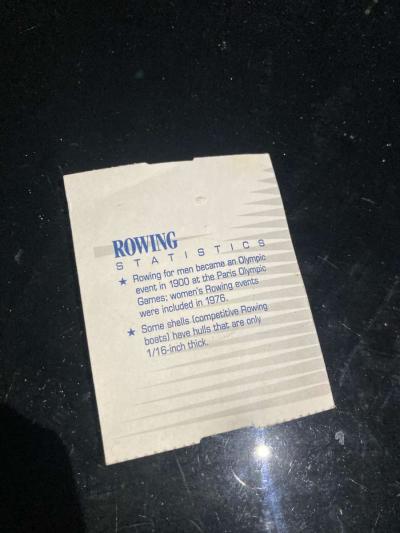 ROWING
STATISTICS
★ Rowing for men became an Olympic
event in 1900 at the Paris Olympic
Games; women's Rowing events
were included in 1976.
★ Some shells (competitive Rowing
boats) have hulls that are only
1/16-inch thick.